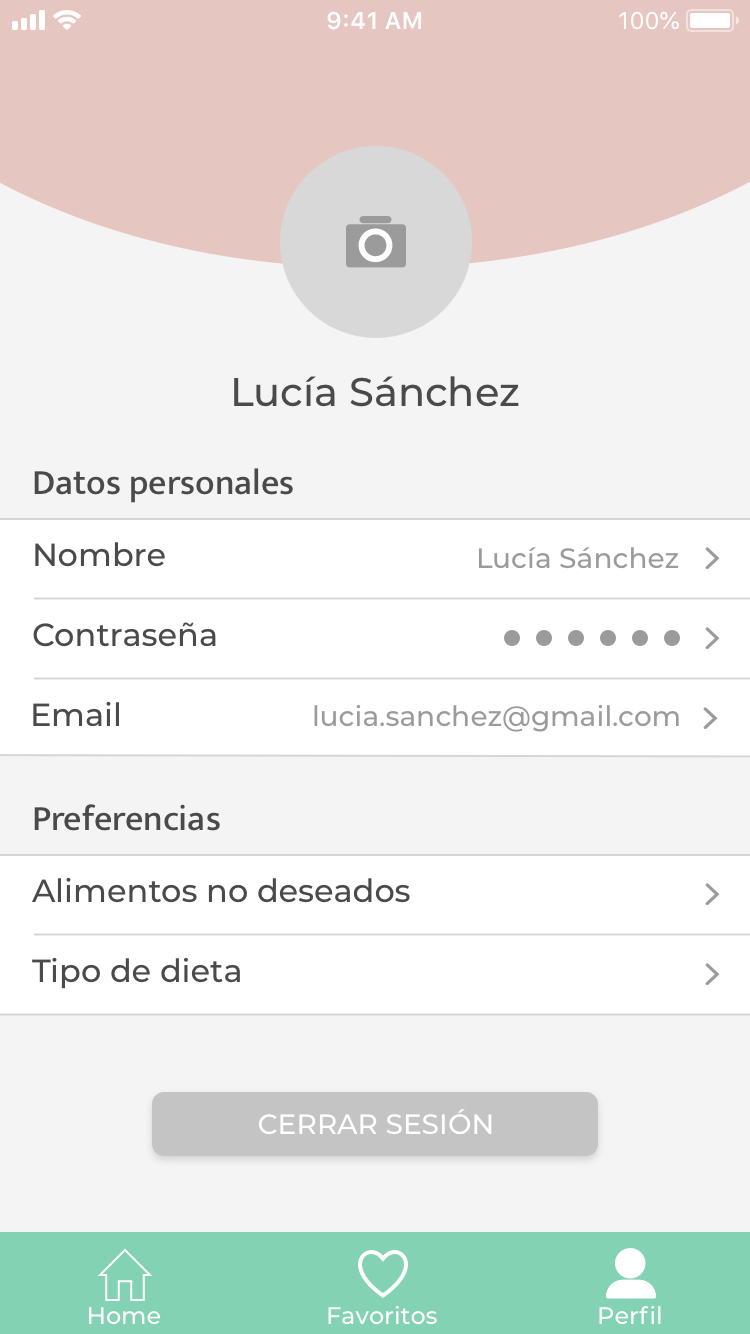 9:41 AM 100%
Lucía Sánchez
Datos personales
Nombre Lucía Sánchez
Contraseña
Email lucia.sanchez@gmail.com
Preferencias
Alimentos no deseados
Tipo de dieta
CERRAR SESIÓN
Home Favoritos Perfil